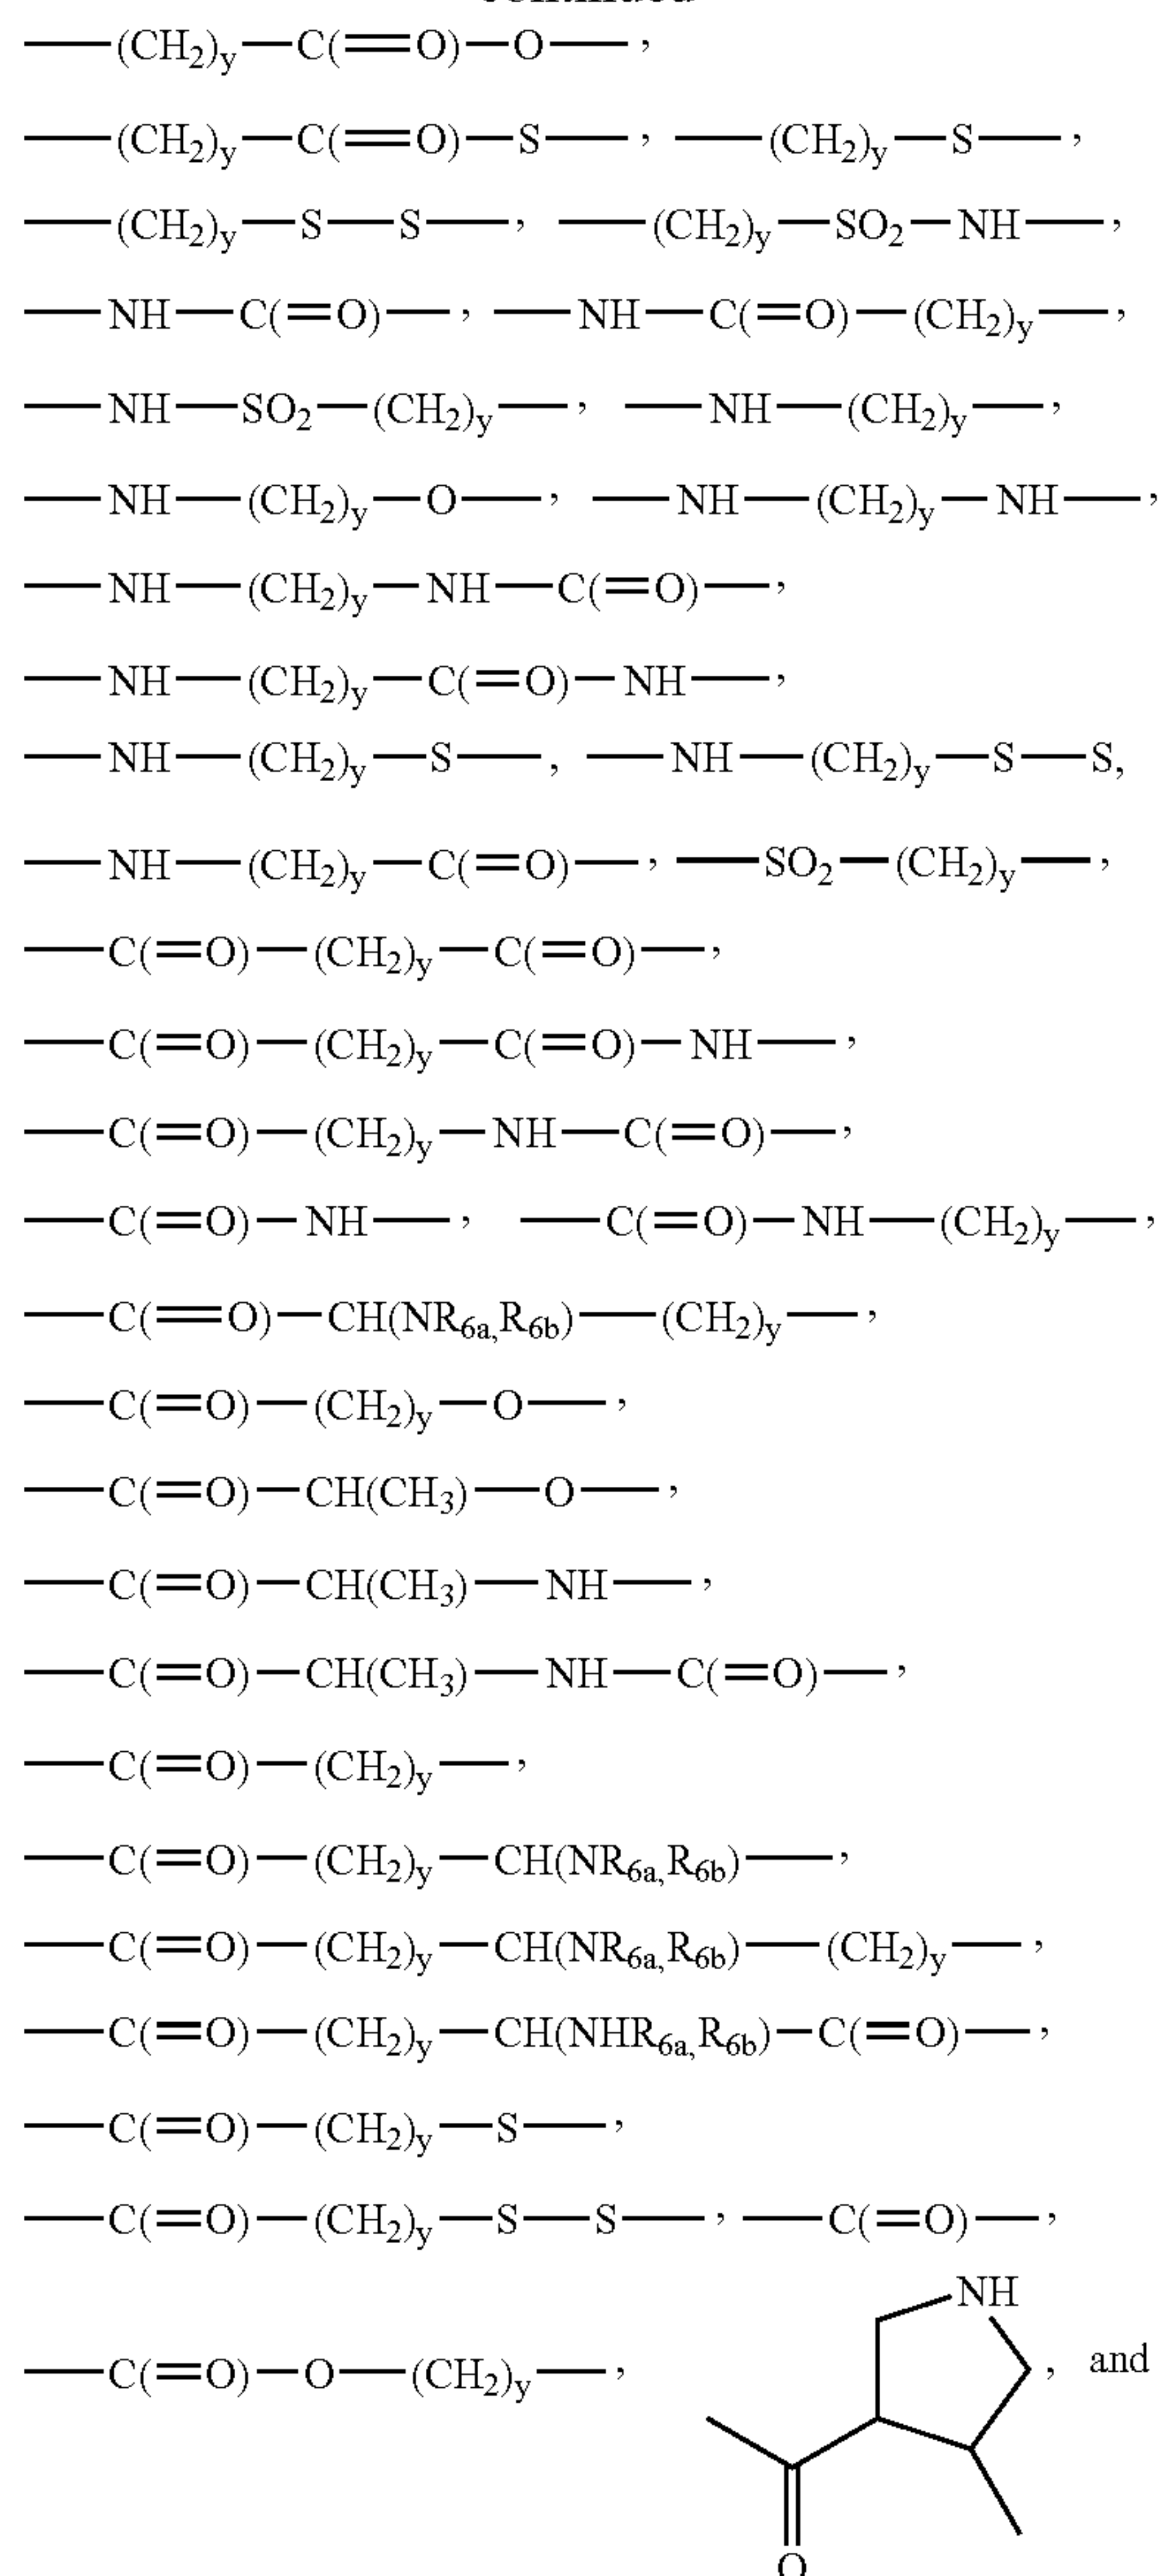 —(CH₂)y—C(=O)—O—,
—(CH₂)y—C(=O)—S—, —(CH₂)y—S—,
—(CH₂)y—S—S—, —(CH₂)y—SO₂—NH—,
—NH—C(=O)—, —NH—C(=O)—(CH₂)y—,
—NH—SO₂—(CH₂)y—, —NH—(CH₂)y—,
—NH—(CH₂)y—O—, —NH—(CH₂)y—NH—,
—NH—(CH₂)y—NH—C(=O)—,
—NH—(CH₂)y—C(=O)—NH—,
—NH—(CH₂)y—S—, —NH—(CH₂)y—S—S,
—NH—(CH₂)y—C(=O)—, —SO₂—(CH₂)y—,
—C(=O)—(CH₂)y—C(=O)—,
—C(=O)—(CH₂)y—C(=O)—NH—,
—C(=O)—(CH₂)y—NH—C(=O)—,
—C(=O)—NH—, —C(=O)—NH—(CH₂)y—,
—C(=O)—CH(NR6a,R6b)—(CH₂)y—,
—C(=O)—(CH₂)y—O—,
—C(=O)—CH(CH₃)—O—,
—C(=O)—CH(CH₃)—NH—,
—C(=O)—CH(CH₃)—NH—C(=O)—,
—C(=O)—(CH₂)y—,
—C(=O)—(CH₂)y—CH(NR6a,R6b)—,
—C(=O)—(CH₂)y—CH(NR6a,R6b)—(CH₂)y—,
—C(=O)—(CH₂)y—CH(NHR6a,R6b)—C(=O)—,
—C(=O)—(CH₂)y—S—,
—C(=O)—(CH₂)y—S—S—, —C(=O)—,
NH
—C(=O)—O—(CH₂)y—, , and
O